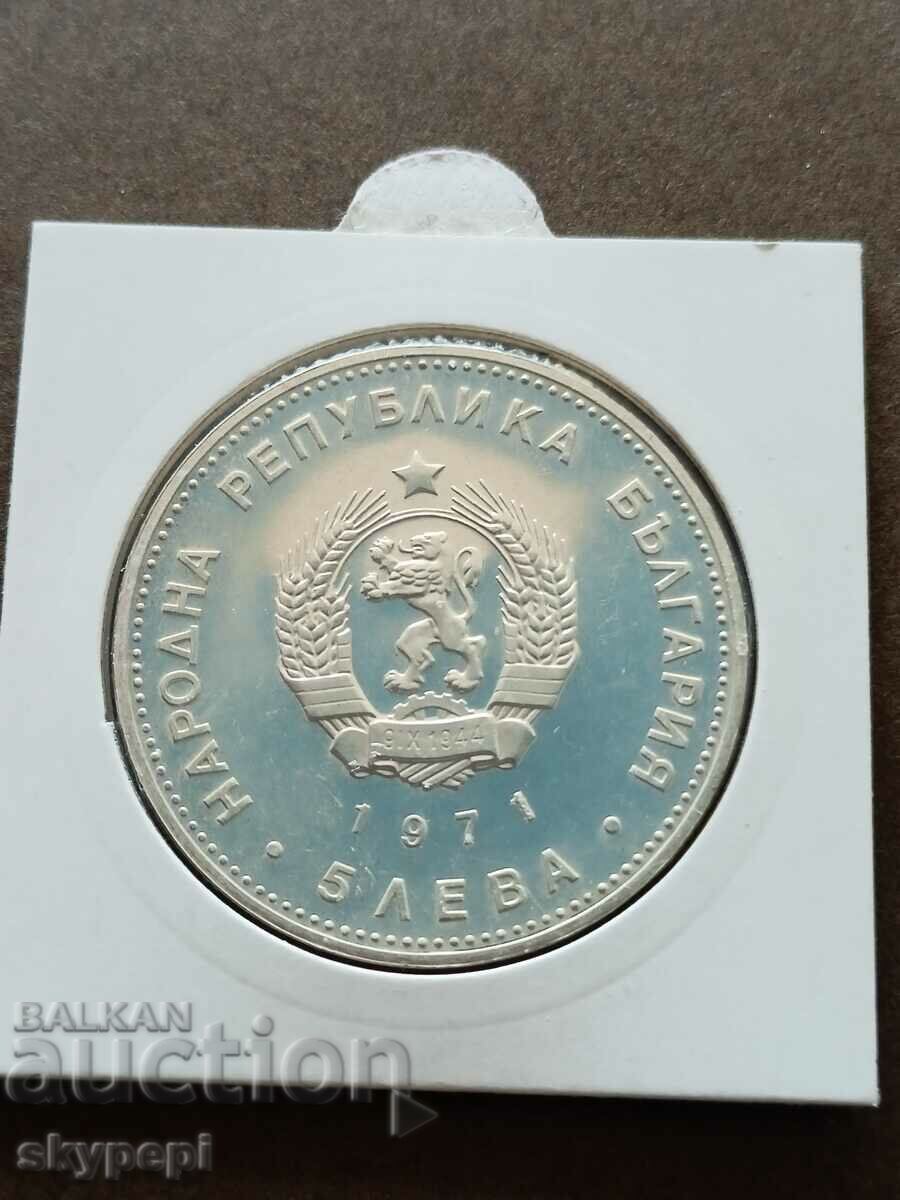 НАРОДНА РЕПУБЛИКА БЪЛГАРИЯ
9.IX.1944
1971
• 5 ЛЕВА •
BALKAN
auction
skypepi